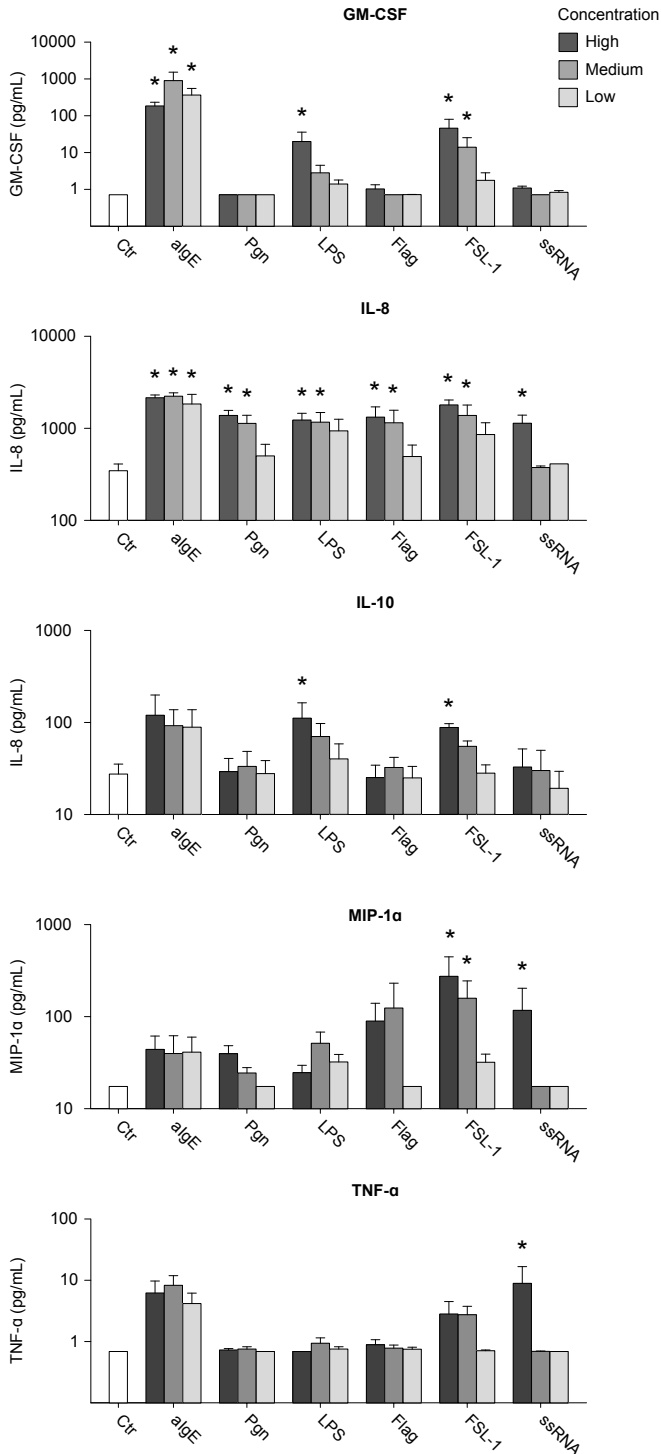 GM-CSF
Concentration
High
Medium
Low
GM-CSF (pg/mL)
10000
1000
100
10
1
* * * * * *
Ctr algE Pgn LPS Flag FSL-1 ssRNA
IL-8
IL-8 (pg/mL)
10000
1000
100
* * * * * * * * * * * *
Ctr algE Pgn LPS Flag FSL-1 ssRNA
IL-10
IL-8 (pg/mL)
1000
100
10
* *
Ctr algE Pgn LPS Flag FSL-1 ssRNA
MIP-1α
MIP-1α (pg/mL)
1000
100
10
* * *
Ctr algE Pgn LPS Flag FSL-1 ssRNA
TNF-α
TNF-α (pg/mL)
100
10
1
*
Ctr algE Pgn LPS Flag FSL-1 ssRNA